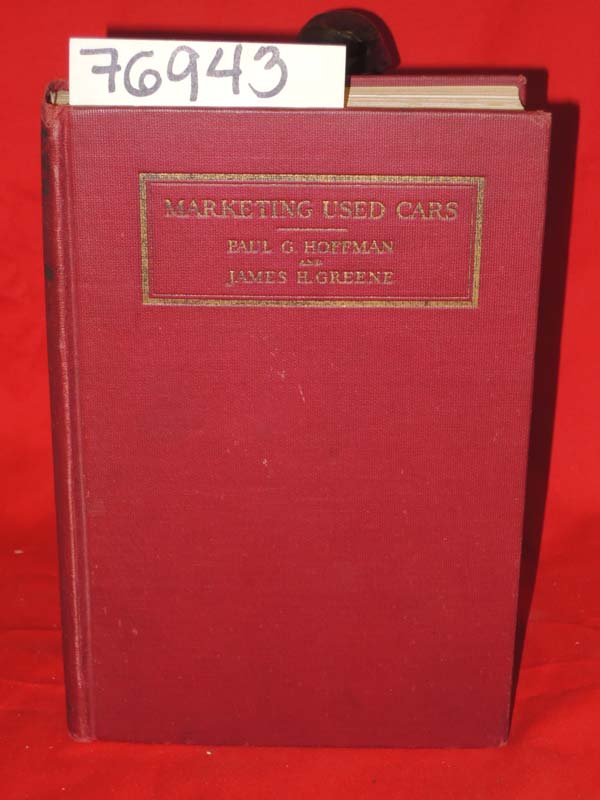 76943
MARKETING USED CARS
PAUL G. HOFFMAN
AND
JAMES H. GREENE